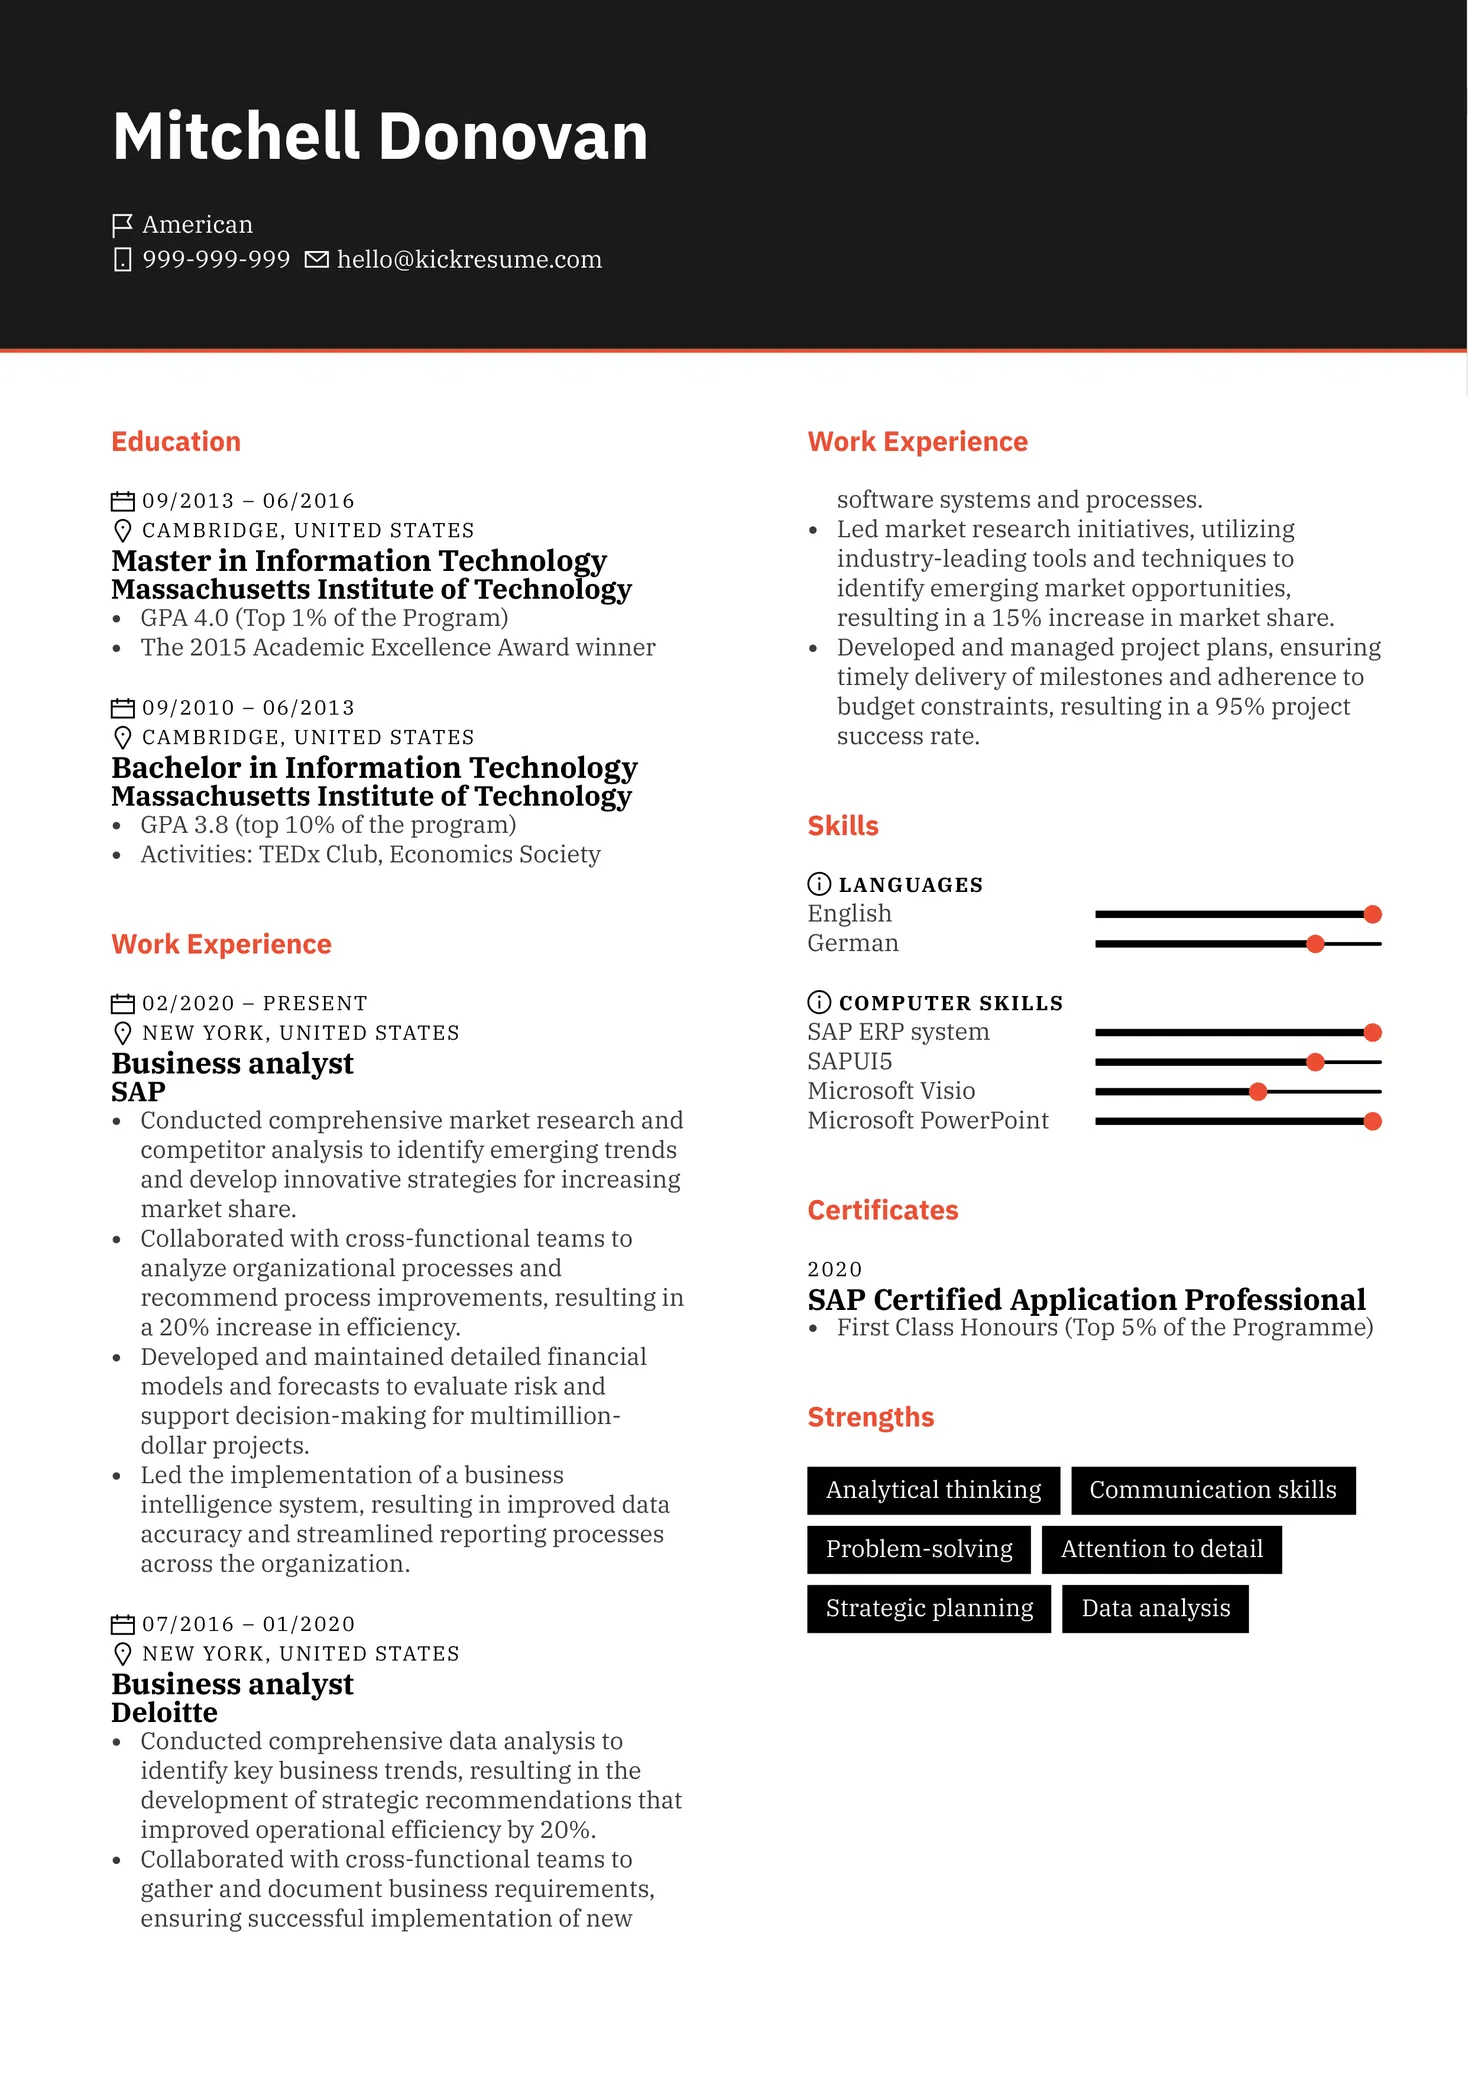 Mitchell Donovan
American
999-999-999 hello@kickresume.com
Education
09/2013 – 06/2016
CAMBRIDGE, UNITED STATES
Master in Information Technology
Massachusetts Institute of Technology
• GPA 4.0 (Top 1% of the Program)
• The 2015 Academic Excellence Award winner
09/2010 – 06/2013
CAMBRIDGE, UNITED STATES
Bachelor in Information Technology
Massachusetts Institute of Technology
• GPA 3.8 (top 10% of the program)
• Activities: TEDx Club, Economics Society
Work Experience
02/2020 – PRESENT
NEW YORK, UNITED STATES
Business analyst
SAP
• Conducted comprehensive market research and
competitor analysis to identify emerging trends
and develop innovative strategies for increasing
market share.
• Collaborated with cross-functional teams to
analyze organizational processes and
recommend process improvements, resulting in
a 20% increase in efficiency.
• Developed and maintained detailed financial
models and forecasts to evaluate risk and
support decision-making for multimillion-
dollar projects.
• Led the implementation of a business
intelligence system, resulting in improved data
accuracy and streamlined reporting processes
across the organization.
07/2016 – 01/2020
NEW YORK, UNITED STATES
Business analyst
Deloitte
• Conducted comprehensive data analysis to
identify key business trends, resulting in the
development of strategic recommendations that
improved operational efficiency by 20%.
• Collaborated with cross-functional teams to
gather and document business requirements,
ensuring successful implementation of new
Work Experience
software systems and processes.
• Led market research initiatives, utilizing
industry-leading tools and techniques to
identify emerging market opportunities,
resulting in a 15% increase in market share.
• Developed and managed project plans, ensuring
timely delivery of milestones and adherence to
budget constraints, resulting in a 95% project
success rate.
Skills
LANGUAGES
English
German
COMPUTER SKILLS
SAP ERP system
SAPUI5
Microsoft Visio
Microsoft PowerPoint
Certificates
2020
SAP Certified Application Professional
• First Class Honours (Top 5% of the Programme)
Strengths
Analytical thinking Communication skills
Problem-solving Attention to detail
Strategic planning Data analysis